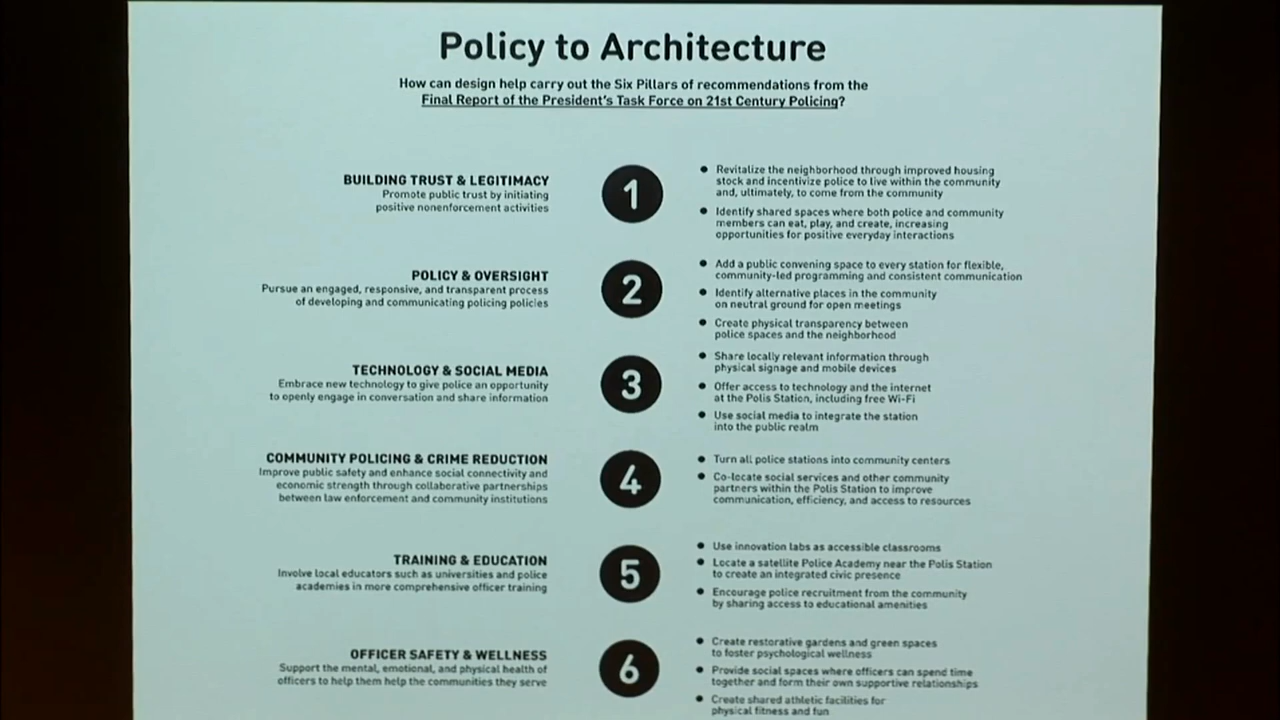 Policy to Architecture
How can design help carry out the Six Pillars of recommendations from the
Final Report of the President's Task Force on 21st Century Policing?
BUILDING TRUST & LEGITIMACY
Promote public trust by initiating
positive nonenforcement activities
1
Revitalize the neighborhood through improved housing
stock and incentivize police to live within the community
and, ultimately, to come from the community
Identify shared spaces where both police and community
members can eat, play, and create, increasing
opportunities for positive everyday interactions
POLICY & OVERSIGHT
Pursue an engaged, responsive, and transparent process
of developing and communicating policing policies
2
Add a public convening space to every station for flexible,
community-led programming and consistent communication
Identify alternative places in the community
on neutral ground for open meetings
Create physical transparency between
police spaces and the neighborhood
TECHNOLOGY & SOCIAL MEDIA
Embrace new technology to give police an opportunity
to openly engage in conversation and share information
3
Share locally relevant information through
physical signage and mobile devices
Offer access to technology and the internet
at the Polis Station, including free Wi-Fi
Use social media to integrate the station
into the public realm
COMMUNITY POLICING & CRIME REDUCTION
Improve public safety and enhance social connectivity and
economic strength through collaborative partnerships
between law enforcement and community institutions
4
Turn all police stations into community centers
Co-locate social services and other community
partners within the Polis Station to improve
communication, efficiency, and access to resources
TRAINING & EDUCATION
Involve local educators such as universities and police
academies in more comprehensive officer training
5
Use innovation labs as accessible classrooms
Locate a satellite Police Academy near the Polis Station
to create an integrated civic presence
Encourage police recruitment from the community
by sharing access to educational amenities
OFFICER SAFETY & WELLNESS
Support the mental, emotional, and physical health of
officers to help them help the communities they serve
6
Create restorative gardens and green spaces
to foster psychological wellness
Provide social spaces where officers can spend time
together and form their own supportive relationships
Create shared athletic facilities for
physical fitness and fun